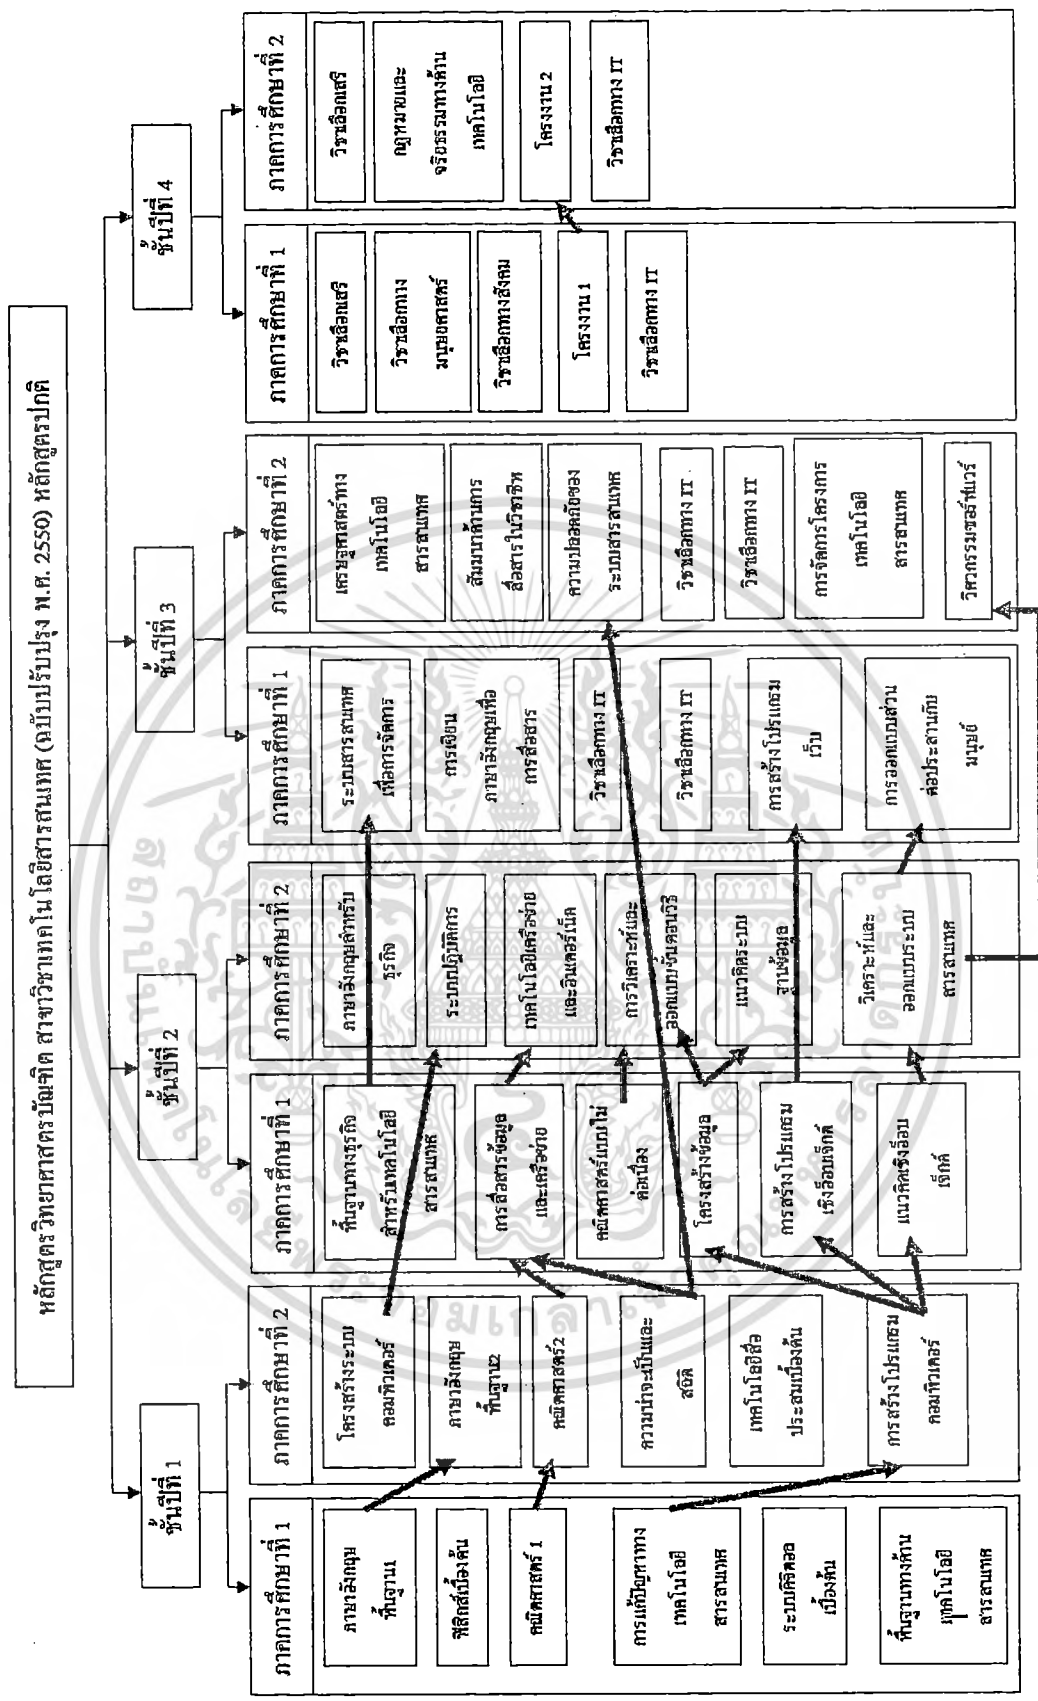 หลักสูตรวิทยาศาสตรบัณฑิต สาขาวิชาเทคโนโลยีสารสนเทศ (ฉบับปรับปรุง พ.ศ. 2550) หลักสูตรปกติ
ชั้นปีที่ 1
ภาคการศึกษาที่ 1
ภาษาอังกฤษ
พื้นฐาน1
ฟิสิกส์เบื้องต้น
คณิตศาสตร์ 1
การแก้ปัญหาทาง
เทคโนโลยี
สารสนเทศ
ระบบดิจิตอล
เบื้องต้น
พื้นฐานทางด้าน
เทคโนโลยี
สารสนเทศ
ภาคการศึกษาที่ 2
โครงสร้างระบบ
คอมพิวเตอร์
ภาษาอังกฤษ
พื้นฐาน2
คณิตศาสตร์2
ความน่าจะเป็นและ
สถิติ
เทคโนโลยีสื่อ
ประสมเบื้องต้น
การสร้างโปรแกรม
คอมพิวเตอร์
ชั้นปีที่ 2
ภาคการศึกษาที่ 1
พื้นฐานทางธุรกิจ
สำหรับเทคโนโลยี
สารสนเทศ
การสื่อสารข้อมูล
และเครือข่าย
คณิตศาสตร์แบบไม่
ต่อเนื่อง
โครงสร้างข้อมูล
การสร้างโปรแกรม
เชิงอ็อบเจ็กต์
แนวคิดเชิงอ็อบ
เจ็กต์
ภาคการศึกษาที่ 2
ภาษาอังกฤษสำหรับ
ธุรกิจ
ระบบปฏิบัติการ
เทคโนโลยีเครือข่าย
และอินเตอร์เน็ต
การวิเคราะห์และ
ออกแบบขั้นตอนวิธี
แนวคิดระบบ
ฐานข้อมูล
วิเคราะห์และ
ออกแบบระบบ
สารสนเทศ
ชั้นปีที่ 3
ภาคการศึกษาที่ 1
ระบบสารสนเทศ
เพื่อการจัดการ
การเขียน
ภาษาอังกฤษเพื่อ
การสื่อสาร
วิชาเลือกทาง IT
วิชาเลือกทาง IT
การสร้างโปรแกรม
เว็บ
การออกแบบส่วน
ต่อประสานกับ
มนุษย์
ภาคการศึกษาที่ 2
เศรษฐศาสตร์ทาง
เทคโนโลยี
สารสนเทศ
สัมมนาด้านการ
สื่อสารในวิชาชีพ
ความปลอดภัยของ
ระบบสารสนเทศ
วิชาเลือกทาง IT
วิชาเลือกทาง IT
การจัดการโครงการ
เทคโนโลยี
สารสนเทศ
วิศวกรรมซอร์ฟแวร์
ชั้นปีที่ 4
ภาคการศึกษาที่ 1
วิชาเลือกเสรี
วิชาเลือกทาง
มนุษยศาสตร์
วิชาเลือกทางสังคม
โครงงาน 1
วิชาเลือกทาง IT
ภาคการศึกษาที่ 2
วิชาเลือกเสรี
กฎหมายและ
จริยธรรมทางด้าน
เทคโนโลยี
โครงงาน 2
วิชาเลือกทาง IT